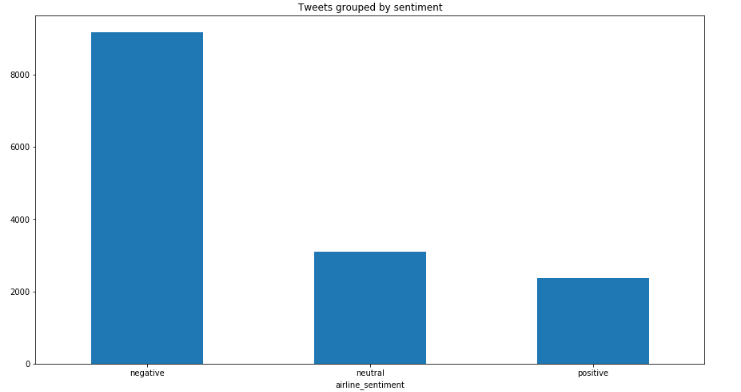 Tweets grouped by sentiment
8000
6000
4000
2000
0
negative neutral positive
airline_sentiment